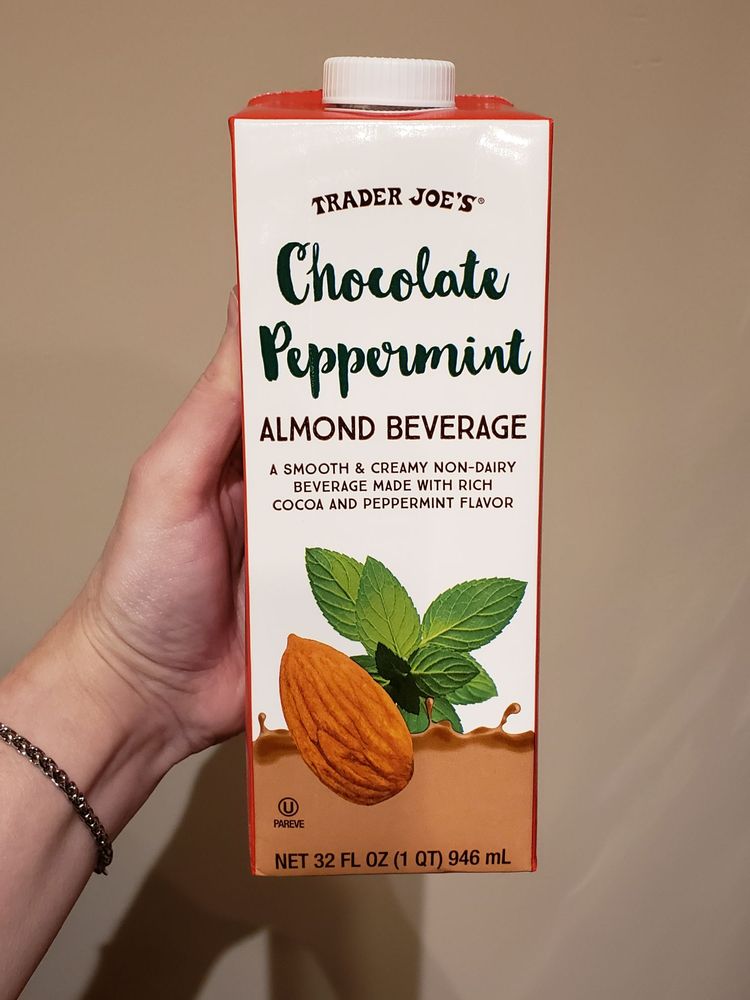 TRADER JOE'S®
Chocolate
Peppermint
ALMOND BEVERAGE
A SMOOTH & CREAMY NON-DAIRY
BEVERAGE MADE WITH RICH
COCOA AND PEPPERMINT FLAVOR
U
PAREVE
NET 32 FL OZ (1 QT) 946 mL